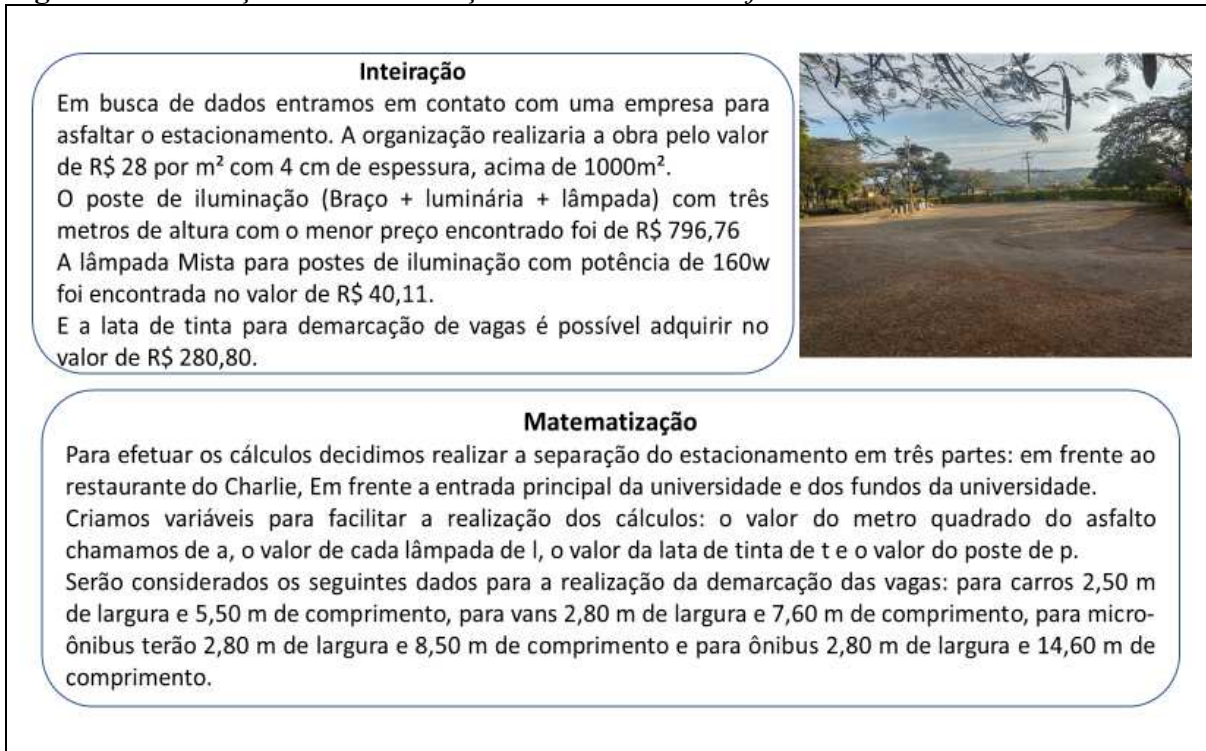 Inteiração
Em busca de dados entramos em contato com uma empresa para
asfaltar o estacionamento. A organização realizaria a obra pelo valor
de R$ 28 por m² com 4 cm de espessura, acima de 1000m².
O poste de iluminação (Braço + luminária + lâmpada) com três
metros de altura com o menor preço encontrado foi de R$ 796,76
A lâmpada Mista para postes de iluminação com potência de 160w
foi encontrada no valor de R$ 40,11.
E a lata de tinta para demarcação de vagas é possível adquirir no
valor de R$ 280,80.
Matematização
Para efetuar os cálculos decidimos realizar a separação do estacionamento em três partes: em frente ao
restaurante do Charlie, Em frente a entrada principal da universidade e dos fundos da universidade.
Criamos variáveis para facilitar a realização dos cálculos: o valor do metro quadrado do asfalto
chamamos de a, o valor de cada lâmpada de l, o valor da lata de tinta de t e o valor do poste de p.
Serão considerados os seguintes dados para a realização da demarcação das vagas: para carros 2,50 m
de largura e 5,50 m de comprimento, para vans 2,80 m de largura e 7,60 m de comprimento, para micro-
ônibus terão 2,80 m de largura e 8,50 m de comprimento e para ônibus 2,80 m de largura e 14,60 m de
comprimento.